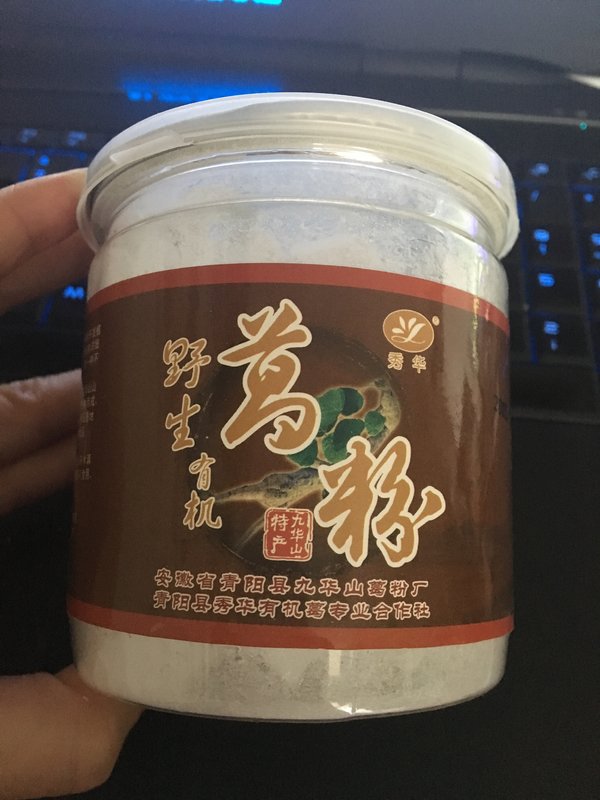 秀华
®
野生有机
葛粉
九华山
特产
安徽省青阳县九华山葛粉厂
青阳县秀华有机葛专业合作社